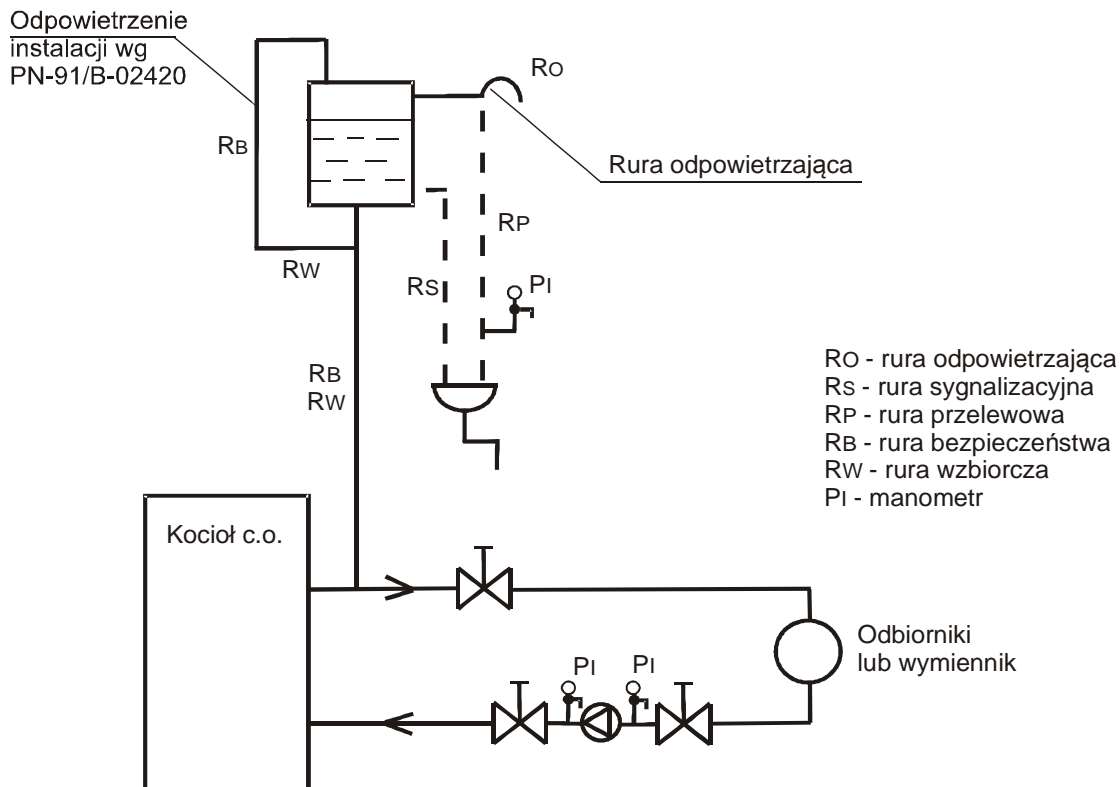 Odpowietrzenie
instalacji wg
PN-91/B-02420
RO
RB
Rura odpowietrzająca
RP
RW
RS
PI
RB
RW
RO - rura odpowietrzająca
RS - rura sygnalizacyjna
RP - rura przelewowa
RB - rura bezpieczeństwa
RW - rura wzbiorcza
PI - manometr
Kocioł c.o.
Odbiorniki
lub wymiennik
PI
PI